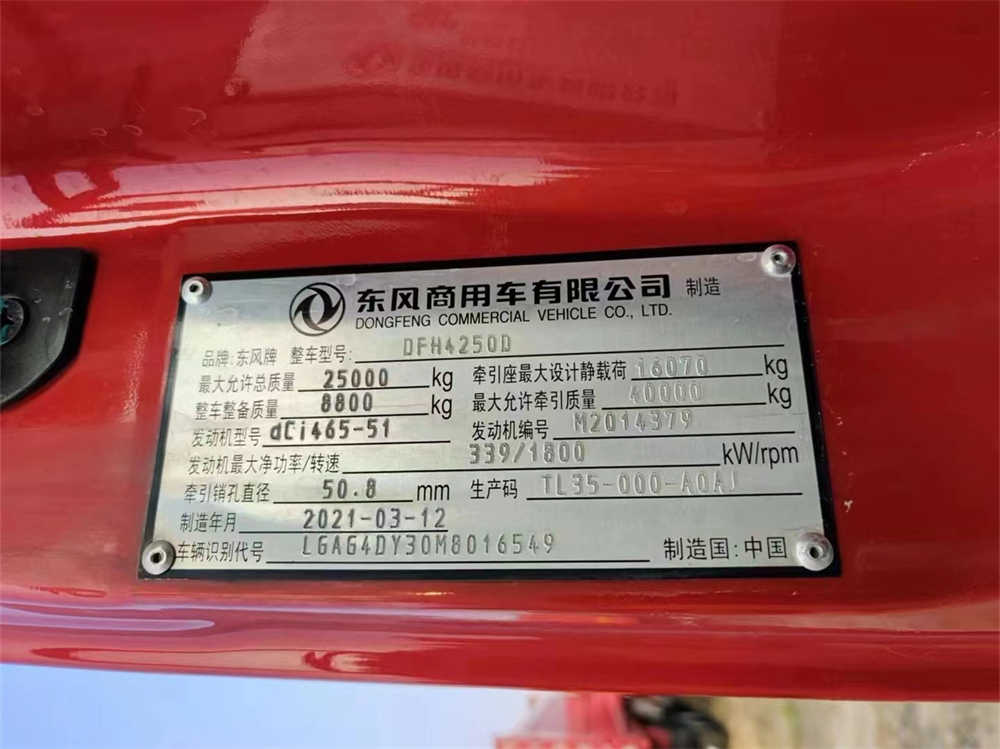 东风商用车有限公司 制造
DONGFENG COMMERCIAL VEHICLE CO., LTD.
品牌:东风牌 整车型号: DFH4250D
最大允许总质量 25000 kg 牵引座最大设计静载荷 16070 kg
整车整备质量 8800 kg 最大允许牵引质量 40000 kg
发动机型号 dCi465-51 发动机编号 M2014379
发动机最大净功率/转速 339/1800 kW/rpm
牵引销孔直径 50.8 mm 生产码 TL35-000-A0AJ
制造年月 2021-03-12
车辆识别代号 LGAG4DY30M8016549 制造国:中国